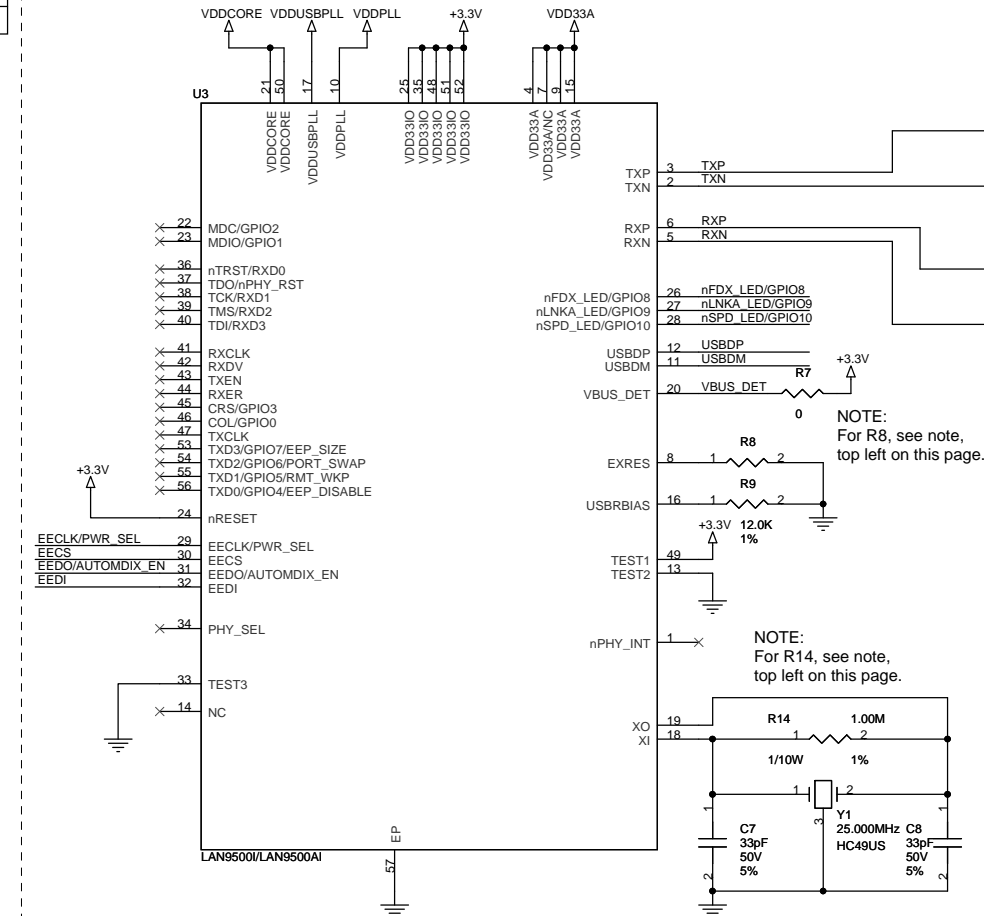 VDDCORE VDDUSBPLL VDDPLL +3.3V VDD33A
21 50 17 10 25 35 48 51 52 4 7 9 15
U3
VDDCORE
VDDCORE
VDDUSBPLL
VDDPLL
VDD33IO
VDD33IO
VDD33IO
VDD33IO
VDD33IO
VDD33A
VDD33A/NC
VDD33A
VDD33A
22 MDC/GPIO2
23 MDIO/GPIO1
36 nTRST/RXD0
37 TDO/nPHY_RST
38 TCK/RXD1
39 TMS/RXD2
40 TDI/RXD3
41 RXCLK
42 RXDV
43 TXEN
44 RXER
45 CRS/GPIO3
46 COL/GPIO0
47 TXCLK
53 TXD3/GPIO7/EEP_SIZE
54 TXD2/GPIO6/PORT_SWAP
55 TXD1/GPIO5/RMT_WKP
56 TXD0/GPIO4/EEP_DISABLE
+3.3V
24 nRESET
EECLK/PWR_SEL 29 EECLK/PWR_SEL
EECS 30 EECS
EEDO/AUTOMDIX_EN 31 EEDO/AUTOMDIX_EN
EEDI 32 EEDI
34 PHY_SEL
33 TEST3
14 NC
TXP 3 TXP
TXN 2 TXN
RXP 6 RXP
RXN 5 RXN
nFDX_LED/GPIO8 26 nFDX_LED/GPIO8
nLNKA_LED/GPIO9 27 nLNKA_LED/GPIO9
nSPD_LED/GPIO10 28 nSPD_LED/GPIO10
USBDP 12 USBDP
USBDM 11 USBDM
VBUS_DET 20 VBUS_DET
R7
0
+3.3V
NOTE:
For R8, see note,
top left on this page.
EXRES 8 1 R8 2
USBRBIAS 16 1 R9 2
12.0K
1%
+3.3V
TEST1 49
TEST2 13
nPHY_INT 1
NOTE:
For R14, see note,
top left on this page.
XO 19
XI 18
R14 1.00M
1 2
1/10W 1%
1 2
3
Y1
25.000MHz
HC49US
1
C7
33pF
50V
5%
2
1
C8
33pF
50V
5%
2
EP
57
LAN9500I/LAN9500AI